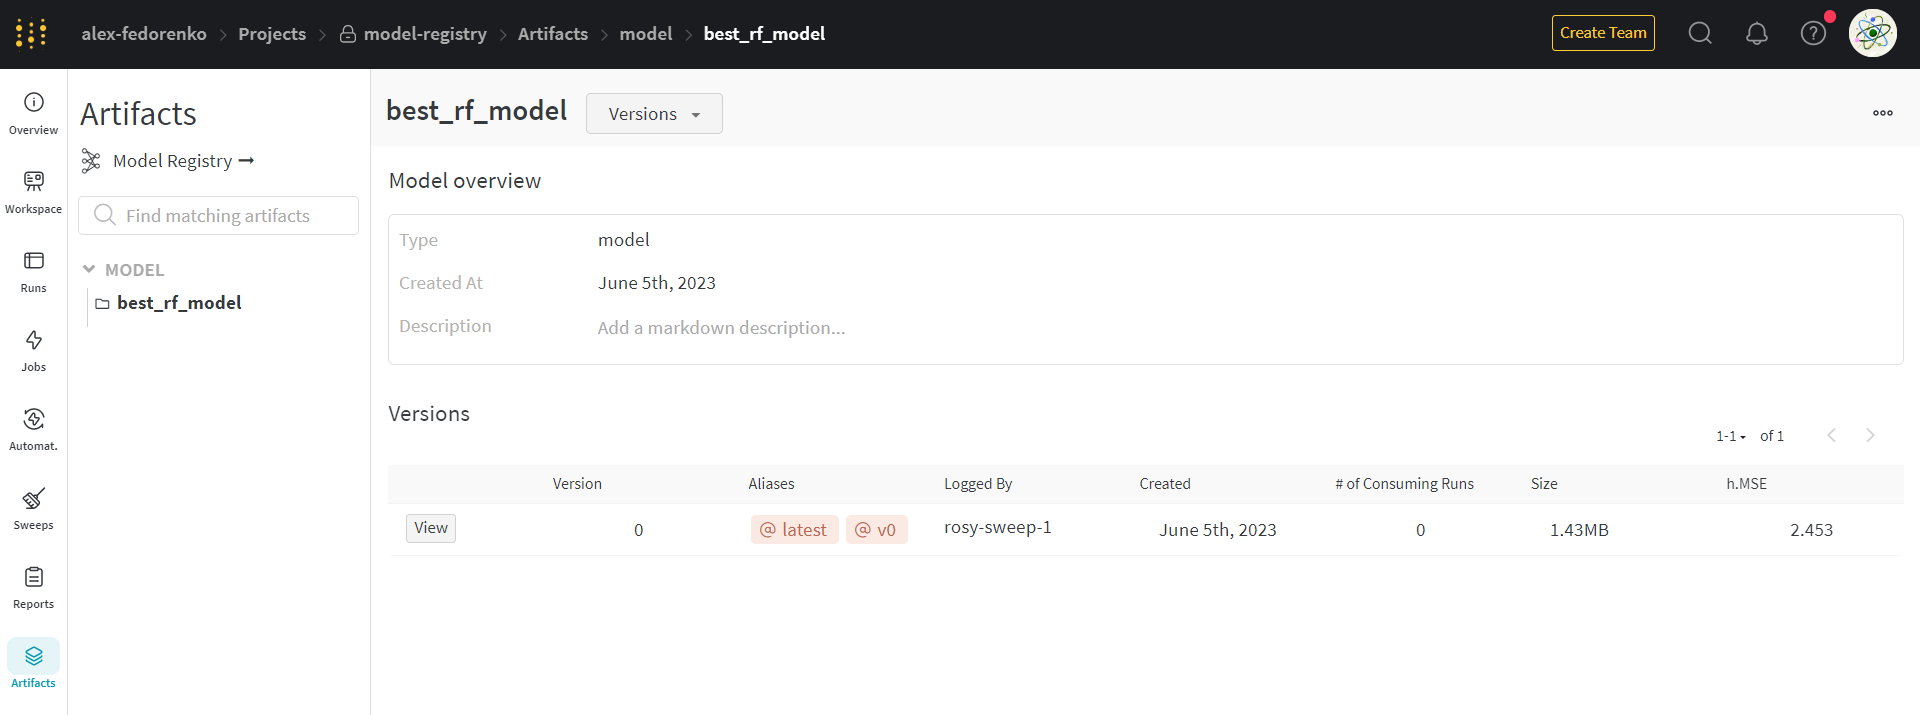 alex-fedorenko > Projects > model-registry > Artifacts > model > best_rf_model
Create Team
?
Overview
Workspace
Runs
Jobs
Automat.
Sweeps
Reports
Artifacts
Artifacts
Model Registry →
Find matching artifacts
MODEL
best_rf_model
best_rf_model
Versions
Model overview
Type model
Created At June 5th, 2023
Description Add a markdown description...
Versions
1-1 of 1
Version Aliases Logged By Created # of Consuming Runs Size h.MSE
View 0 @ latest @ v0 rosy-sweep-1 June 5th, 2023 0 1.43MB 2.453